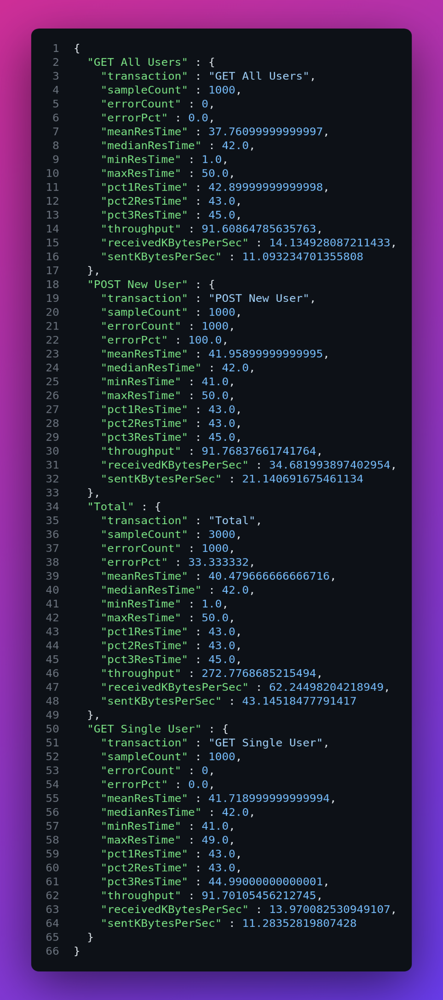 1 {
2   "GET All Users" : {
3     "transaction" : "GET All Users",
4     "sampleCount" : 1000,
5     "errorCount" : 0,
6     "errorPct" : 0.0,
7     "meanResTime" : 37.76099999999997,
8     "medianResTime" : 42.0,
9     "minResTime" : 1.0,
10     "maxResTime" : 50.0,
11     "pct1ResTime" : 42.89999999999998,
12     "pct2ResTime" : 43.0,
13     "pct3ResTime" : 45.0,
14     "throughput" : 91.60864785635763,
15     "receivedKBytesPerSec" : 14.134928087211433,
16     "sentKBytesPerSec" : 11.093234701355808
17   },
18   "POST New User" : {
19     "transaction" : "POST New User",
20     "sampleCount" : 1000,
21     "errorCount" : 1000,
22     "errorPct" : 100.0,
23     "meanResTime" : 41.95899999999995,
24     "medianResTime" : 42.0,
25     "minResTime" : 41.0,
26     "maxResTime" : 50.0,
27     "pct1ResTime" : 43.0,
28     "pct2ResTime" : 43.0,
29     "pct3ResTime" : 45.0,
30     "throughput" : 91.76837661741764,
31     "receivedKBytesPerSec" : 34.681993897402954,
32     "sentKBytesPerSec" : 21.140691675461134
33   },
34   "Total" : {
35     "transaction" : "Total",
36     "sampleCount" : 3000,
37     "errorCount" : 1000,
38     "errorPct" : 33.333332,
39     "meanResTime" : 40.479666666666716,
40     "medianResTime" : 42.0,
41     "minResTime" : 1.0,
42     "maxResTime" : 50.0,
43     "pct1ResTime" : 43.0,
44     "pct2ResTime" : 43.0,
45     "pct3ResTime" : 45.0,
46     "throughput" : 272.7768685215494,
47     "receivedKBytesPerSec" : 62.24498204218949,
48     "sentKBytesPerSec" : 43.14518477791417
49   },
50   "GET Single User" : {
51     "transaction" : "GET Single User",
52     "sampleCount" : 1000,
53     "errorCount" : 0,
54     "errorPct" : 0.0,
55     "meanResTime" : 41.718999999999994,
56     "medianResTime" : 42.0,
57     "minResTime" : 41.0,
58     "maxResTime" : 49.0,
59     "pct1ResTime" : 43.0,
60     "pct2ResTime" : 43.0,
61     "pct3ResTime" : 44.99000000000001,
62     "throughput" : 91.70105456212745,
63     "receivedKBytesPerSec" : 13.970082530949107,
64     "sentKBytesPerSec" : 11.28352819807428
65   }
66 }